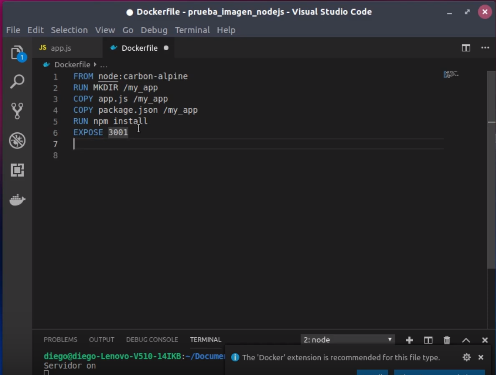 Dockerfile - prueba_imagen_nodejs - Visual Studio Code
File Edit Selection View Go Debug Terminal Help
JS app.js Dockerfile
Dockerfile ...
1 FROM node:carbon-alpine
2 RUN MKDIR /my_app
3 COPY app.js /my_app
4 COPY package.json /my_app
5 RUN npm install
6 EXPOSE 3001
7
8
PROBLEMS OUTPUT DEBUG CONSOLE TERMINAL 2: node
diego@diego-Lenovo-V510-14IKB:~/Docume
Servidor on
The 'Docker' extension is recommended for this file type.